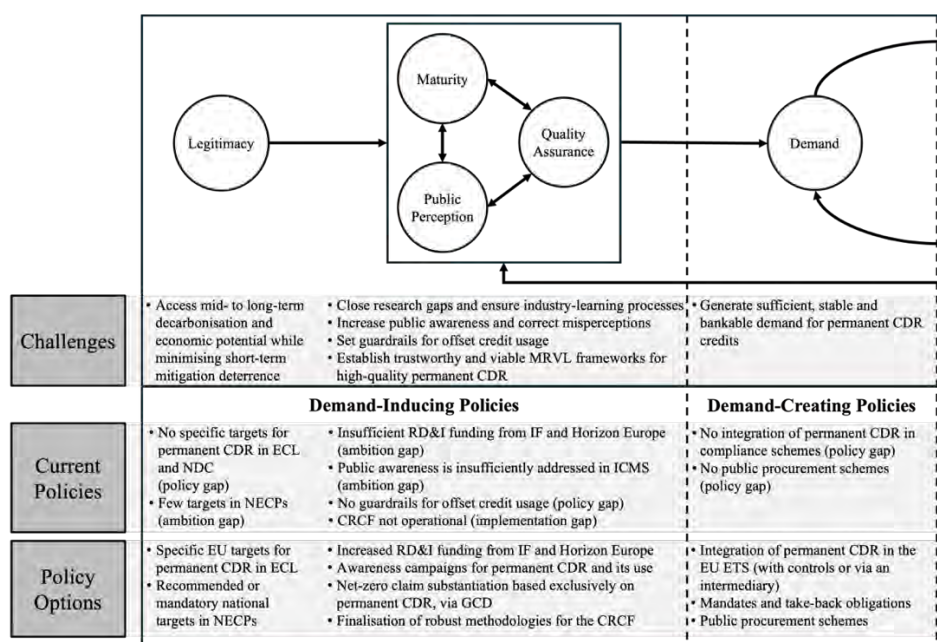 Maturity
Legitimacy
Quality
Assurance
Demand
Public
Perception
Challenges
• Access mid- to long-term
decarbonisation and
economic potential while
minimising short-term
mitigation deterrence
• Close research gaps and ensure industry-learning processes
• Increase public awareness and correct misperceptions
• Set guardrails for offset credit usage
• Establish trustworthy and viable MRVL frameworks for
high-quality permanent CDR
• Generate sufficient, stable and
bankable demand for permanent CDR
credits
Demand-Inducing Policies
Demand-Creating Policies
Current
Policies
• No specific targets for
permanent CDR in ECL
and NDC
(policy gap)
• Few targets in NECPs
(ambition gap)
• Insufficient RD&I funding from IF and Horizon Europe
(ambition gap)
• Public awareness is insufficiently addressed in ICMS
(ambition gap)
• No guardrails for offset credit usage (policy gap)
• CRCF not operational (implementation gap)
• No integration of permanent CDR in
compliance schemes (policy gap)
• No public procurement schemes
(policy gap)
Policy
Options
• Specific EU targets for
permanent CDR in ECL
• Recommended or
mandatory national
targets in NECPs
• Increased RD&I funding from IF and Horizon Europe
• Awareness campaigns for permanent CDR and its use
• Net-zero claim substantiation based exclusively on
permanent CDR, via GCD
• Finalisation of robust methodologies for the CRCF
• Integration of permanent CDR in the
EU ETS (with controls or via an
intermediary)
• Mandates and take-back obligations
• Public procurement schemes